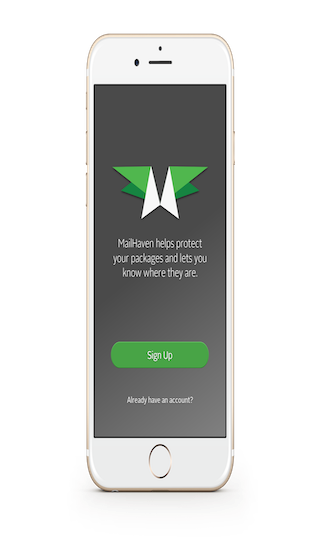 MailHaven helps protect
your packages and lets you
know where they are.
Sign Up
Already have an account?